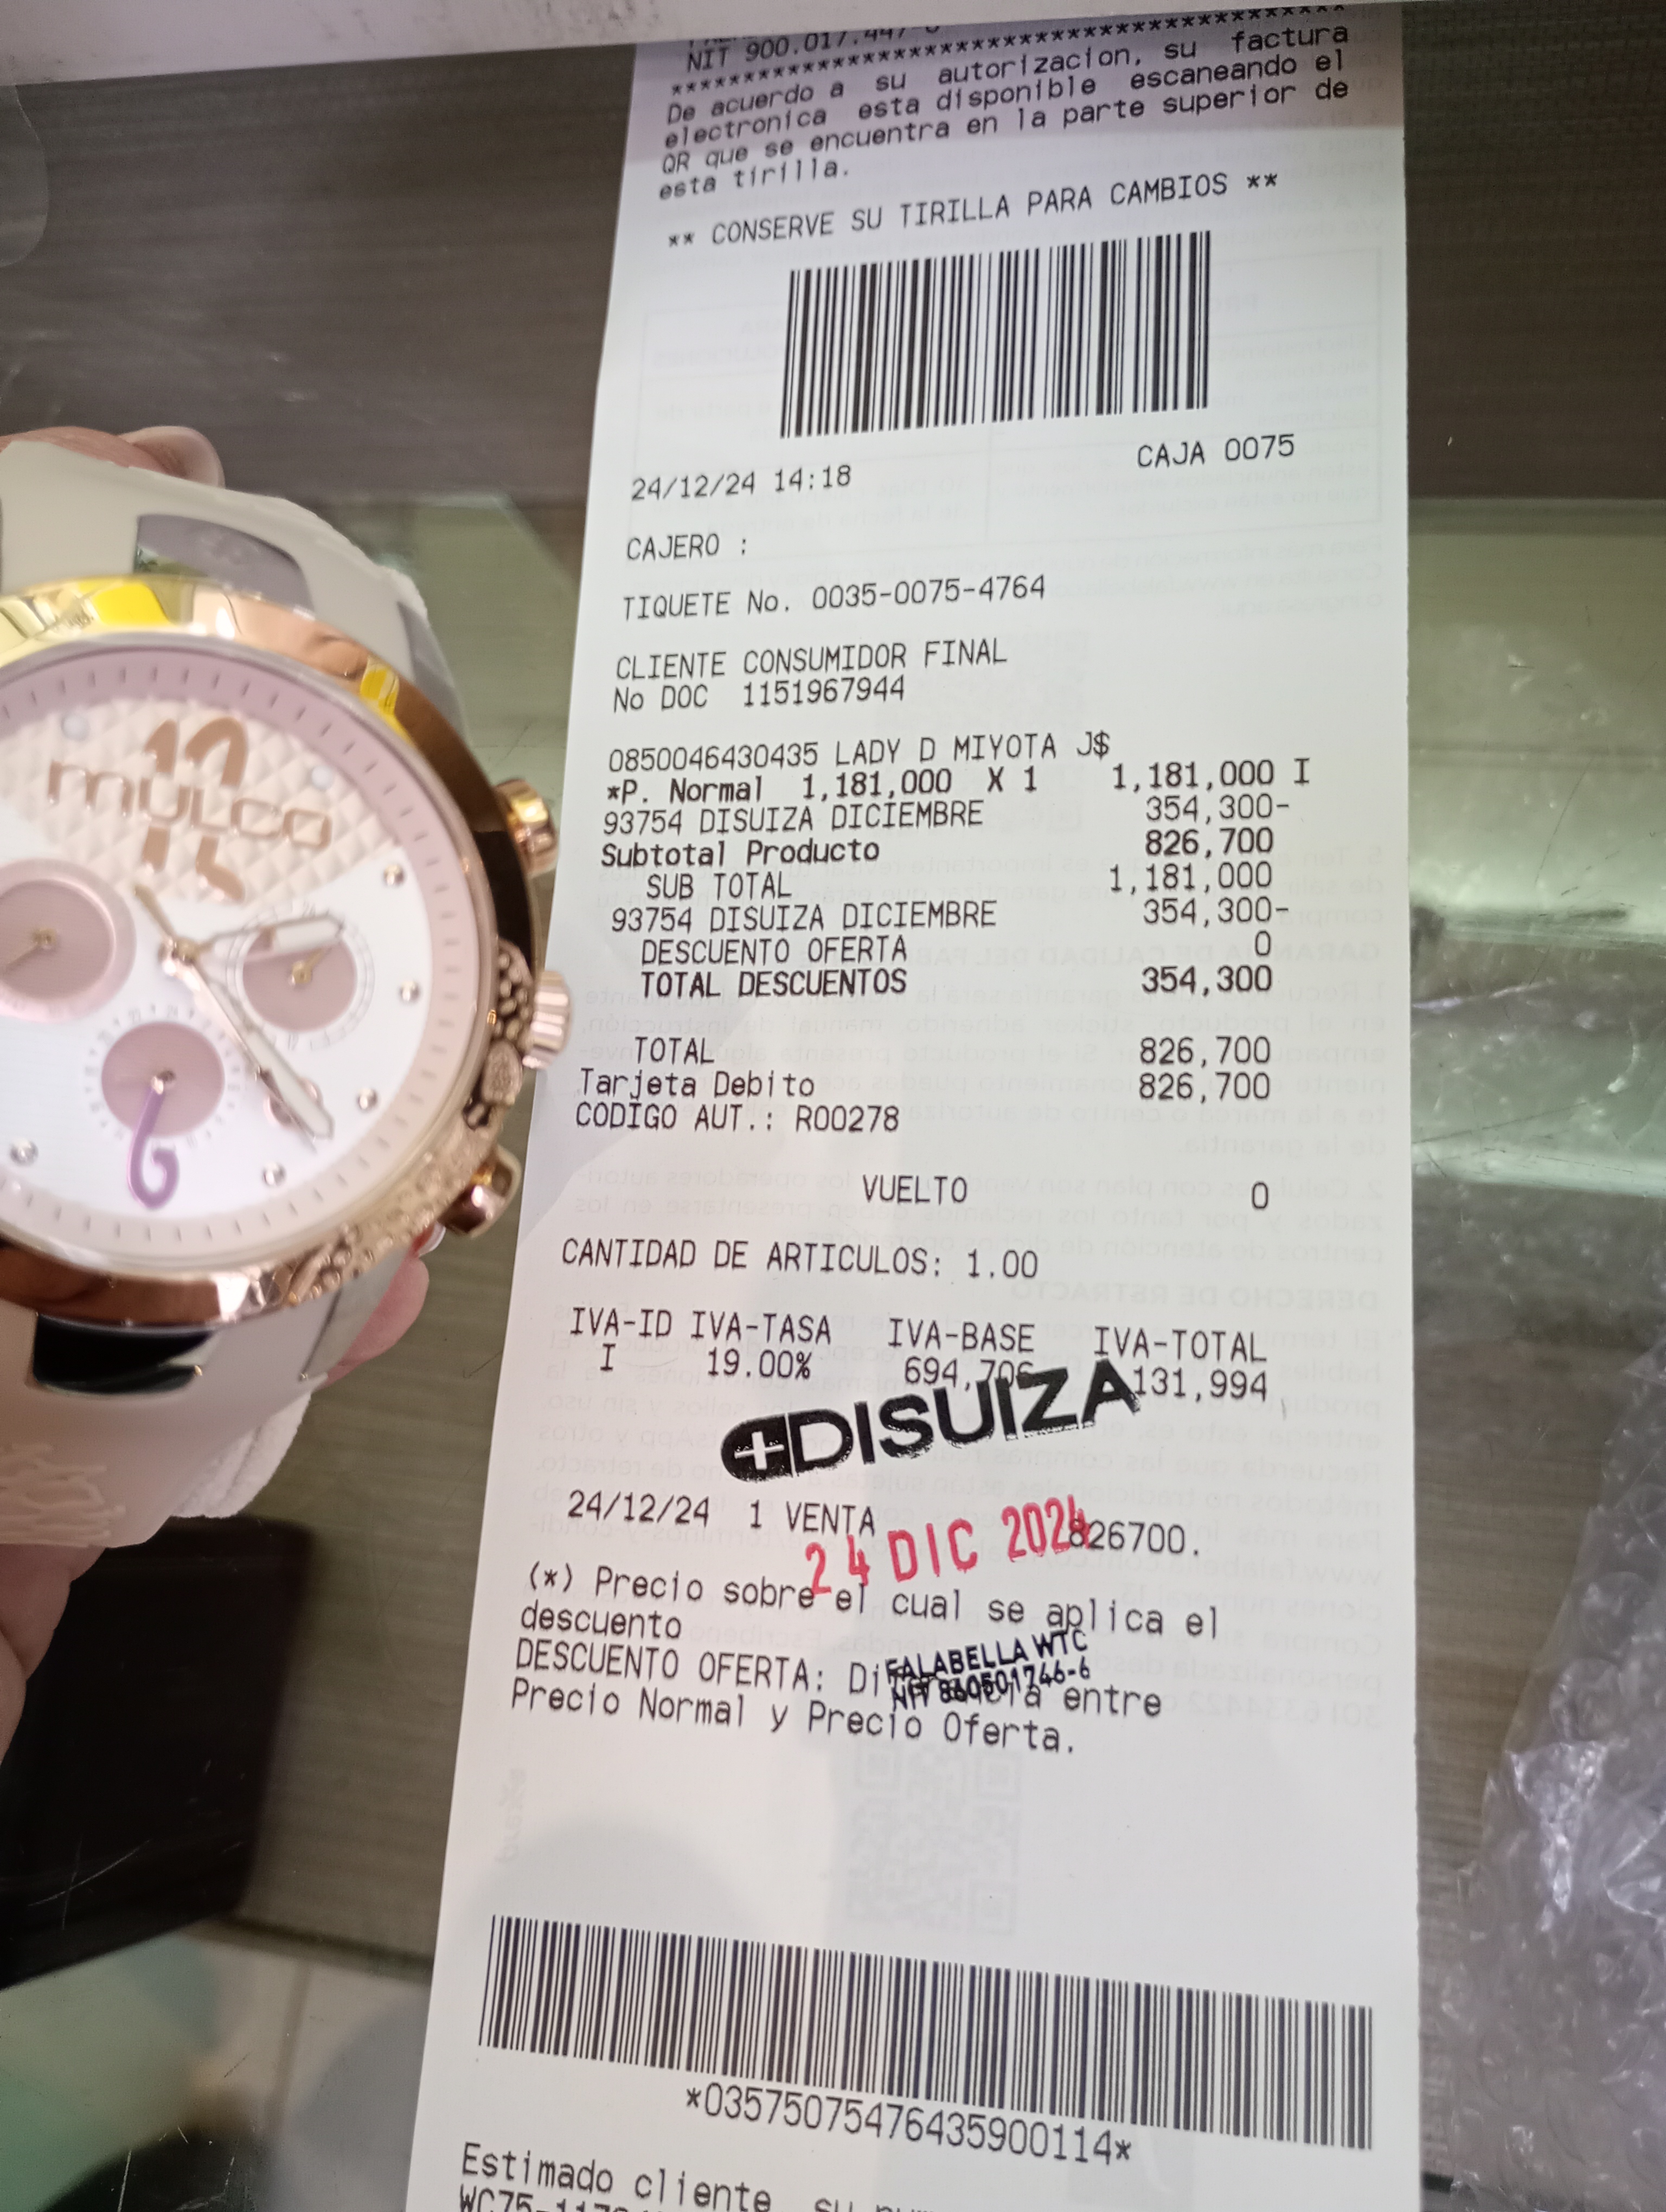 NIT 900.017.447-
****************************************
De acuerdo a su autorizacion, su factura
electronica esta disponible escaneando el
QR que se encuentra en la parte superior de
esta tirilla.
** CONSERVE SU TIRILLA PARA CAMBIOS **
24/12/24 14:18 CAJA 0075
CAJERO :
TIQUETE No. 0035-0075-4764
CLIENTE CONSUMIDOR FINAL
No DOC 1151967944
0850046430435 LADY D MIYOTA J$
*P. Normal 1,181,000 X 1 1,181,000 I
93754 DISUIZA DICIEMBRE 354,300-
Subtotal Producto 826,700
SUB TOTAL 1,181,000
93754 DISUIZA DICIEMBRE 354,300-
DESCUENTO OFERTA 0
TOTAL DESCUENTOS 354,300
TOTAL 826,700
Tarjeta Debito 826,700
CODIGO AUT.: R00278
VUELTO 0
CANTIDAD DE ARTICULOS: 1.00
IVA-ID IVA-TASA IVA-BASE IVA-TOTAL
I 19.00% 694,706 131,994
DISUIZA
24/12/24 1 VENTA 826700.
24 DIC 2024
(*) Precio sobre el cual se aplica el
descuento
DESCUENTO OFERTA: Diferencia entre
Precio Normal y Precio Oferta.
FALABELLA WTC
NIT 860501746-6
*03575075476435900114*
Estimado cliente, su
12
mulco
6